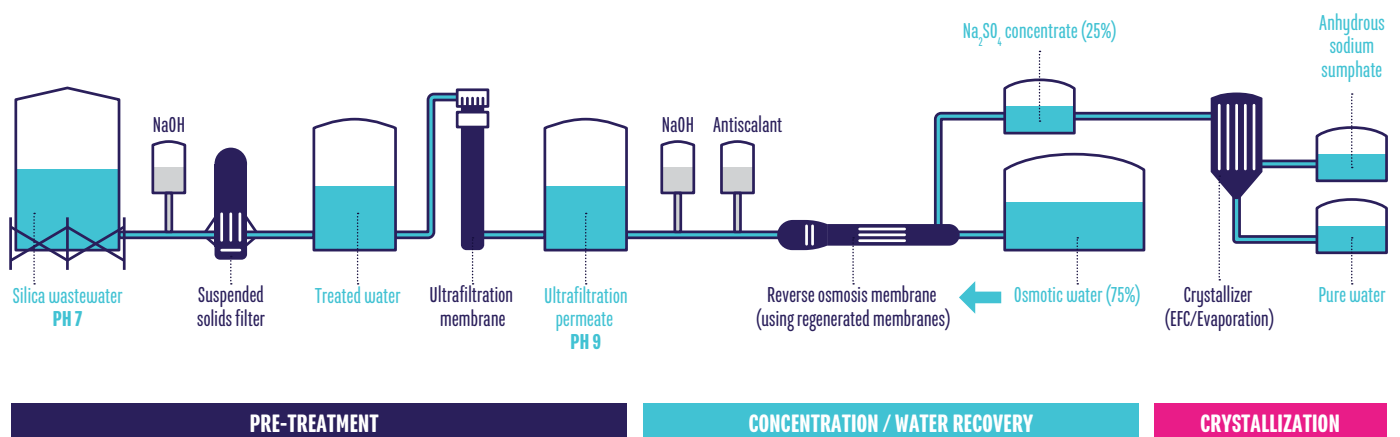 Na₂SO₄ concentrate (25%)
Anhydrous
sodium
sumphate
NaOH
NaOH
Antiscalant
Silica wastewater
PH 7
Suspended
solids filter
Treated water
Ultrafiltration
membrane
Ultrafiltration
permeate
PH 9
Reverse osmosis membrane
(using regenerated membranes)
Osmotic water (75%)
Crystallizer
(EFC/Evaporation)
Pure water
PRE-TREATMENT
CONCENTRATION / WATER RECOVERY
CRYSTALLIZATION